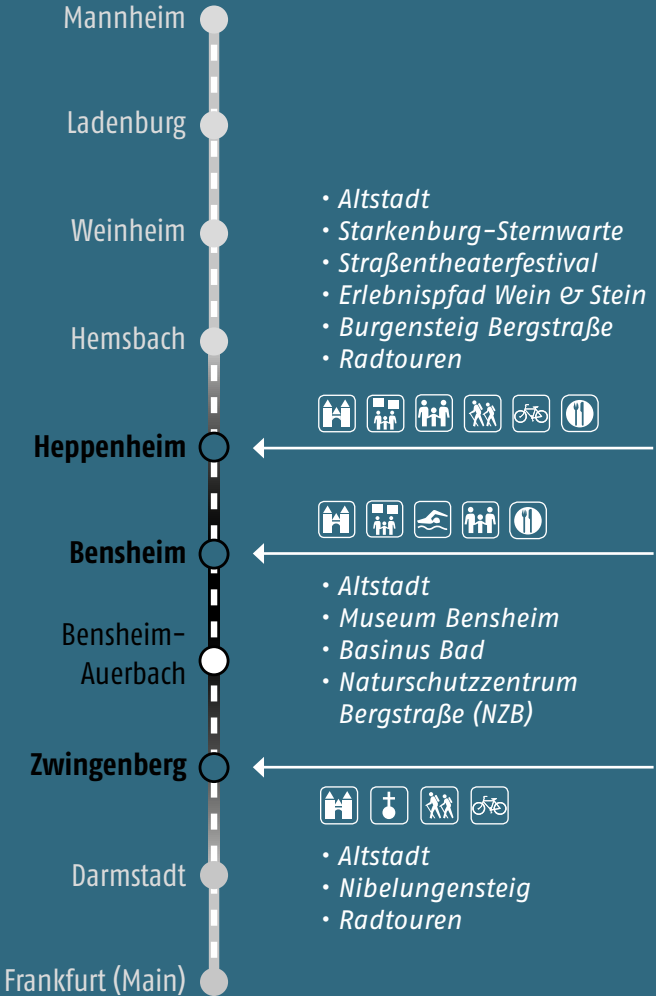 Mannheim
Ladenburg
Weinheim
Hemsbach
· Altstadt
· Starkenburg-Sternwarte
· Straßentheaterfestival
· Erlebnispfad Wein & Stein
· Burgensteig Bergstraße
· Radtouren
Heppenheim
Bensheim
· Altstadt
· Museum Bensheim
· Basinus Bad
· Naturschutzzentrum
Bergstraße (NZB)
Bensheim-
Auerbach
Zwingenberg
· Altstadt
· Nibelungensteig
· Radtouren
Darmstadt
Frankfurt (Main)